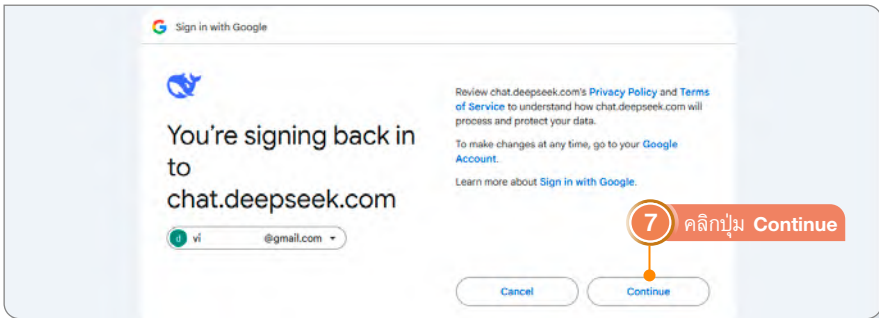 Sign in with Google
You're signing back in
to
chat.deepseek.com
d vi @gmail.com
Review chat.deepseek.com's Privacy Policy and Terms
of Service to understand how chat.deepseek.com will
process and protect your data.
To make changes at any time, go to your Google
Account.
Learn more about Sign in with Google.
7 คลิกปุ่ม Continue
Cancel
Continue